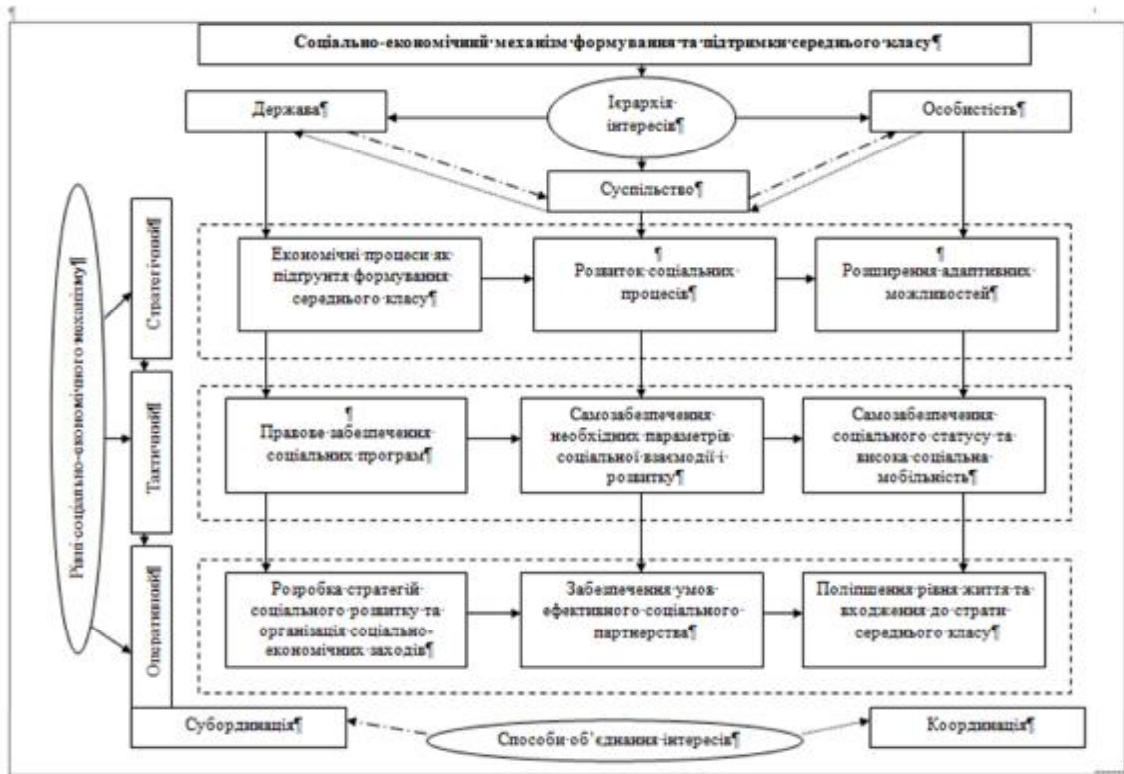 Соціально-економічний механізм формування та підтримки середнього класу¶
Держава¶
Ієрархія
інтересів¶
Особистість¶
Суспільство¶
Рівні соціально-економічного механізму¶
Стратегічний¶
¶
¶
Економічні процеси як
підґрунтя формування
середнього класу¶
Розвиток соціальних
процесів¶
Розширення адаптивних
можливостей¶
Тактичний¶
¶
Правове забезпечення
соціальних програм¶
Самозабезпечення
необхідних параметрів
соціальної взаємодії і
розвитку¶
Самозабезпечення
соціального статусу та
висока соціальна
мобільність¶
Оперативний¶
Розробка стратегій
соціального розвитку та
організація соціально-
економічних заходів¶
Забезпечення умов
ефективного соціального
партнерства¶
Поліпшення рівня життя та
входження до страти
середнього класу¶
Субординація¶
Способи об’єднання інтересів¶
Координація¶